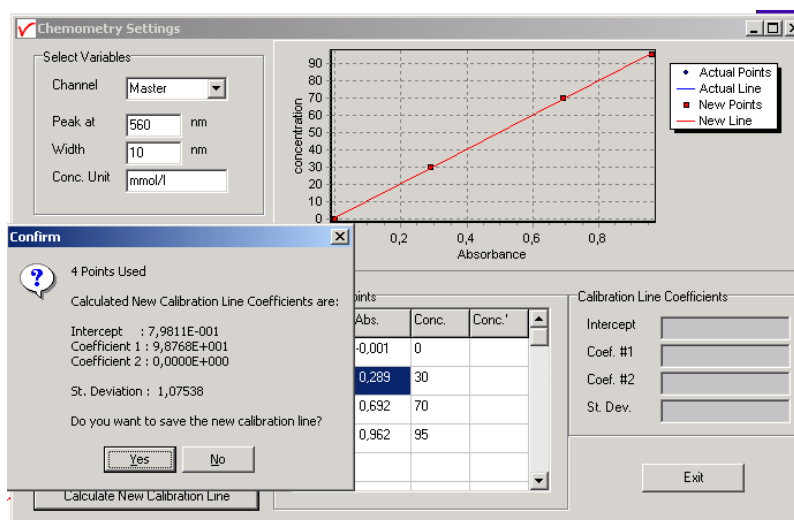 Chemometry Settings
Select Variables
Channel Master
Peak at 560 nm
Width 10 nm
Conc. Unit mmol/l
90
80
70
60
50
40
30
20
10
0
concentration
0,2 0,4 0,6 0,8
Absorbance
Actual Points
Actual Line
New Points
New Line
Confirm
4 Points Used
Calculated New Calibration Line Coefficients are:
Intercept : 7,9811E-001
Coefficient 1 : 9,8768E+001
Coefficient 2 : 0,0000E+000
St. Deviation : 1,07538
Do you want to save the new calibration line?
Yes No
Abs. Conc. Conc.'
-0,001 0
0,289 30
0,692 70
0,962 95
Calibration Line Coefficients
Intercept
Coef. #1
Coef. #2
St. Dev.
Exit
Calculate New Calibration Line